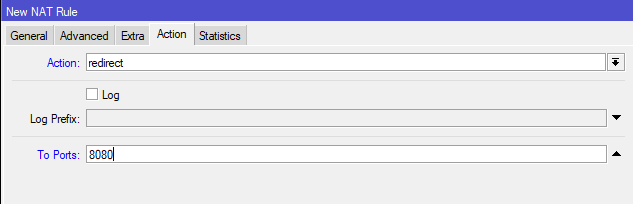 New NAT Rule
General Advanced Extra Action Statistics
Action: redirect
Log
Log Prefix:
To Ports: 8080